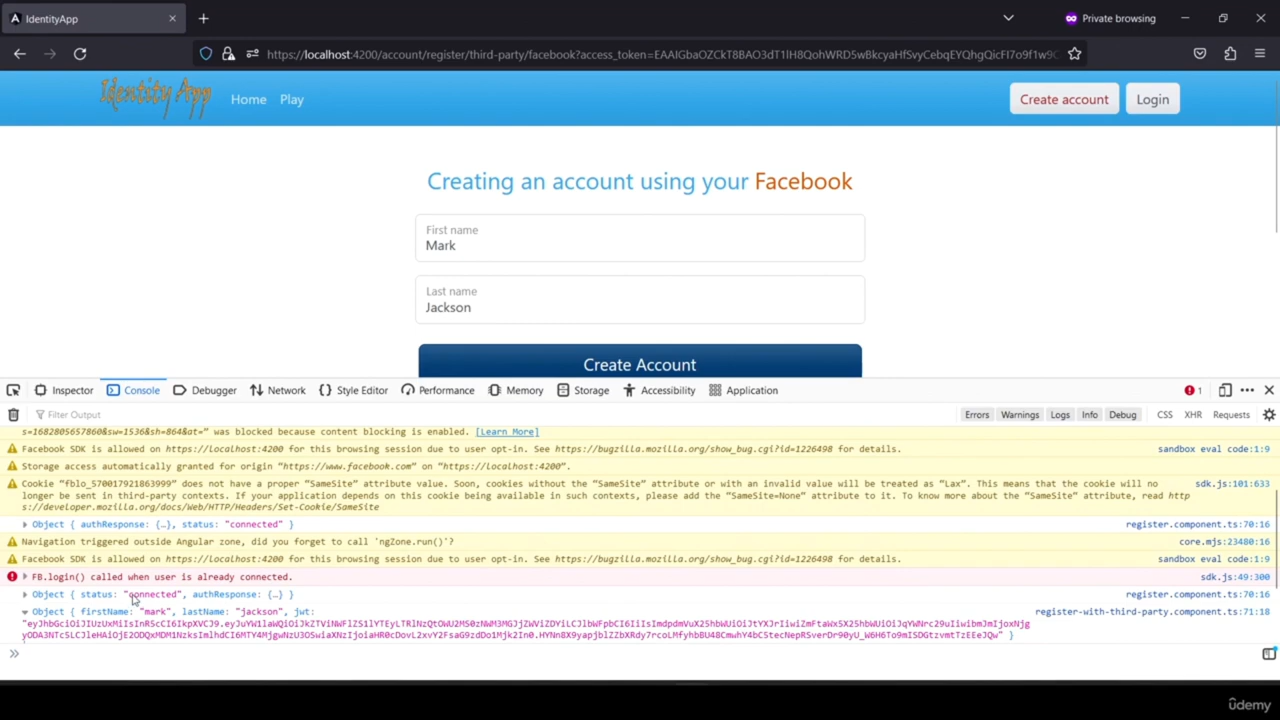 IdentityApp
Private browsing
https://localhost:4200/account/register/third-party/facebook?access_token=
Identity App Home Play Create account Login
Creating an account using your Facebook
First name
Mark
Last name
Jackson
Create Account
Inspector Console Debugger Network Style Editor Performance Memory Storage Accessibility Application 1
Filter Output Errors Warnings Logs Info Debug CSS XHR Requests
s=1682805657860&sw=1536&sh=864&at=" was blocked because content blocking is enabled. [Learn More]
Facebook SDK is allowed on https://localhost:4200 for this browsing session due to user opt-in. See https://bugzilla.mozilla.org/show_bug.cgi?id=1226498 for details. sandbox eval code:1:9
Storage access automatically granted for origin "https://www.facebook.com" on "https://localhost:4200".
Cookie "fblo_570017921863999" does not have a proper "SameSite" attribute value. Soon, cookies without the "SameSite" attribute or with an invalid value will be treated as "Lax". This means that the cookie will no sdk.js:101:633
longer be sent in third-party contexts. If your application depends on this cookie being available in such contexts, please add the "SameSite=None" attribute to it. To know more about the "SameSite" attribute, read http
s://developer.mozilla.org/docs/Web/HTTP/Headers/Set-Cookie/SameSite
Object { authResponse: {…}, status: "connected" } register.component.ts:70:16
Navigation triggered outside Angular zone, did you forget to call 'ngZone.run()'? core.mjs:23480:16
Facebook SDK is allowed on https://localhost:4200 for this browsing session due to user opt-in. See https://bugzilla.mozilla.org/show_bug.cgi?id=1226498 for details. sandbox eval code:1:9
FB.login() called when user is already connected. sdk.js:49:300
Object { status: "connected", authResponse: {…} } register.component.ts:70:16
Object { firstName: "mark", lastName: "jackson", jwt: register-with-third-party.component.ts:71:18
ûdemy